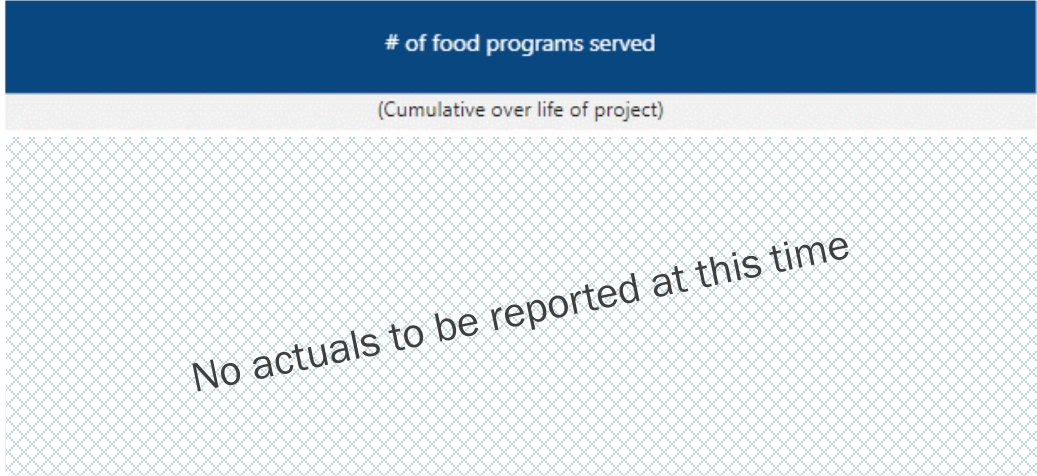 # of food programs served
(Cumulative over life of project)
No actuals to be reported at this time